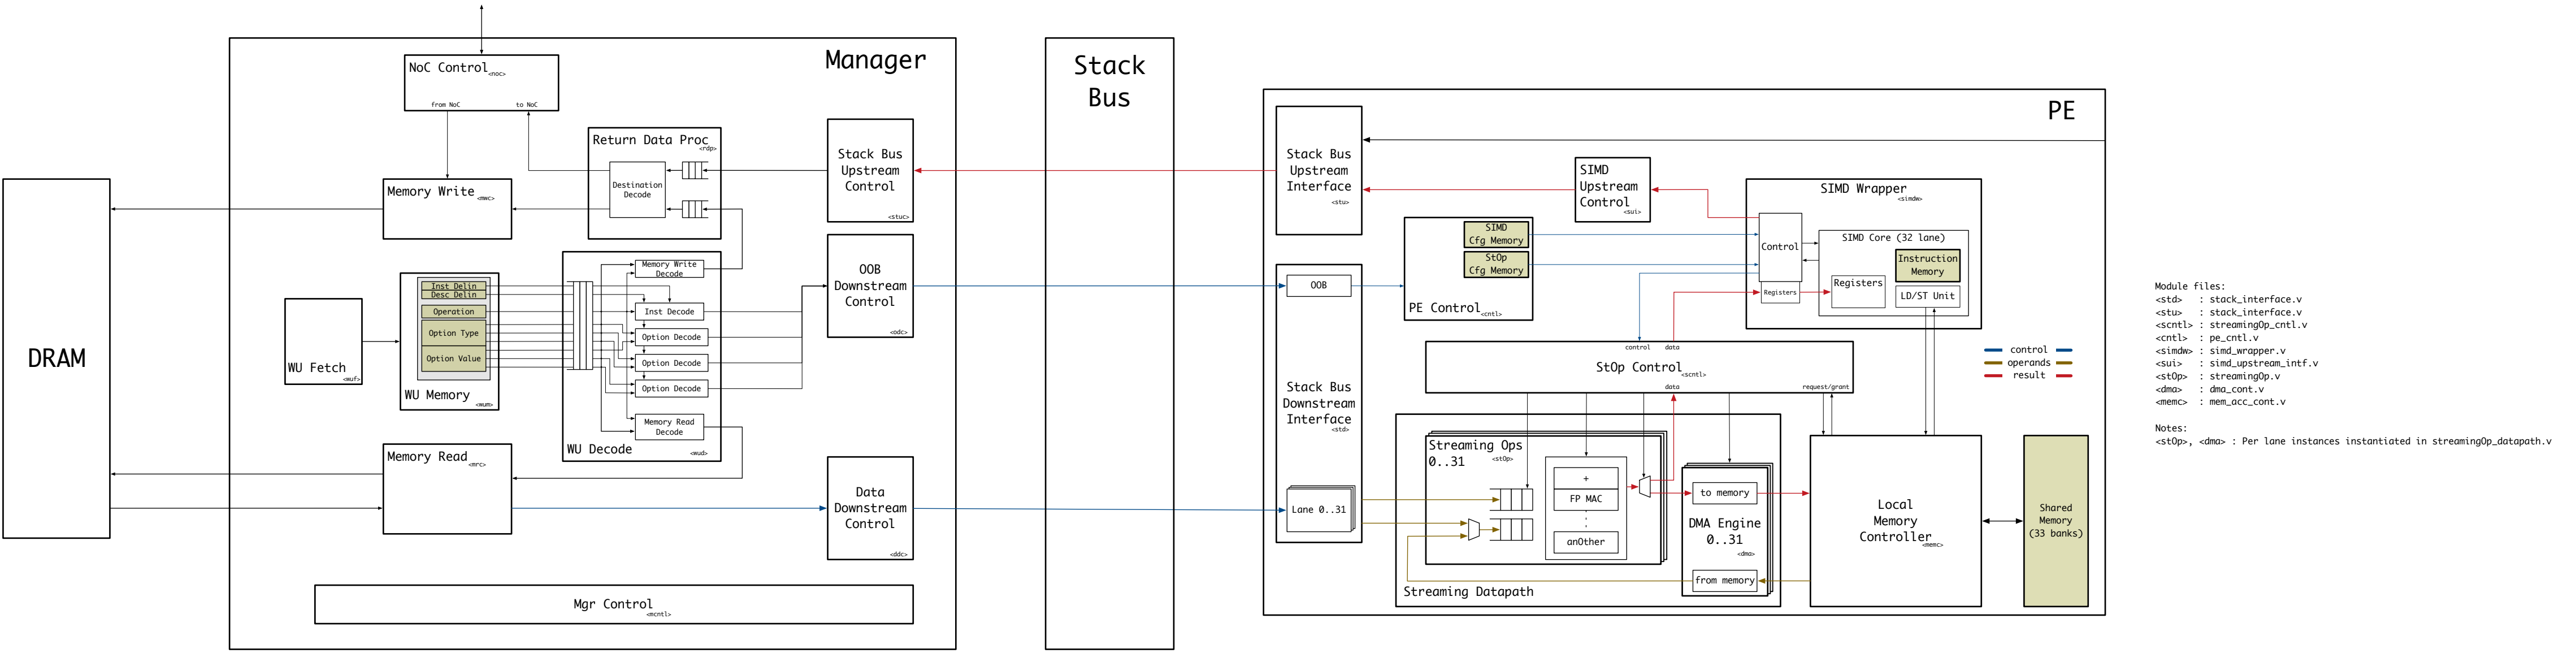 DRAM
Manager
NoC Control
<noc>
from NoC
to NoC
Return Data Proc
<rdp>
Destination
Decode
Memory Write
<mwc>
Stack Bus
Upstream
Control
<stuc>
OOB
Downstream
Control
<odc>
WU Fetch
<wuf>
Inst Delin
Desc Delin
Operation
Option Type
Option Value
WU Memory
<wum>
Memory Write
Decode
Inst Decode
Option Decode
Option Decode
Option Decode
Memory Read
Decode
WU Decode
<wud>
Memory Read
<mrc>
Data
Downstream
Control
<ddc>
Mgr Control
<mcntl>
Stack
Bus
PE
Stack Bus
Upstream
Interface
<stu>
OOB
Stack Bus
Downstream
Interface
<std>
Lane 0..31
SIMD
Upstream
Control
<sui>
SIMD
Cfg Memory
StOp
Cfg Memory
PE Control
<cntl>
SIMD Wrapper
<simdw>
Control
Registers
SIMD Core (32 lane)
Instruction
Memory
Registers
LD/ST Unit
control
data
StOp Control
<scntl>
data
request/grant
Streaming Ops
0..31
<stOp>
+
FP MAC
anOther
Streaming Datapath
to memory
DMA Engine
0..31
<dma>
from memory
Local
Memory
Controller
<memc>
Shared
Memory
(33 banks)
control
operands
result
Module files:
<std> : stack_interface.v
<stu> : stack_interface.v
<scntl> : streamingOp_cntl.v
<cntl> : pe_cntl.v
<simdw> : simd_wrapper.v
<sui> : simd_upstream_intf.v
<stOp> : streamingOp.v
<dma> : dma_cont.v
<memc> : mem_acc_cont.v
Notes:
<stOp>, <dma> : Per lane instances instantiated in streamingOp_datapath.v